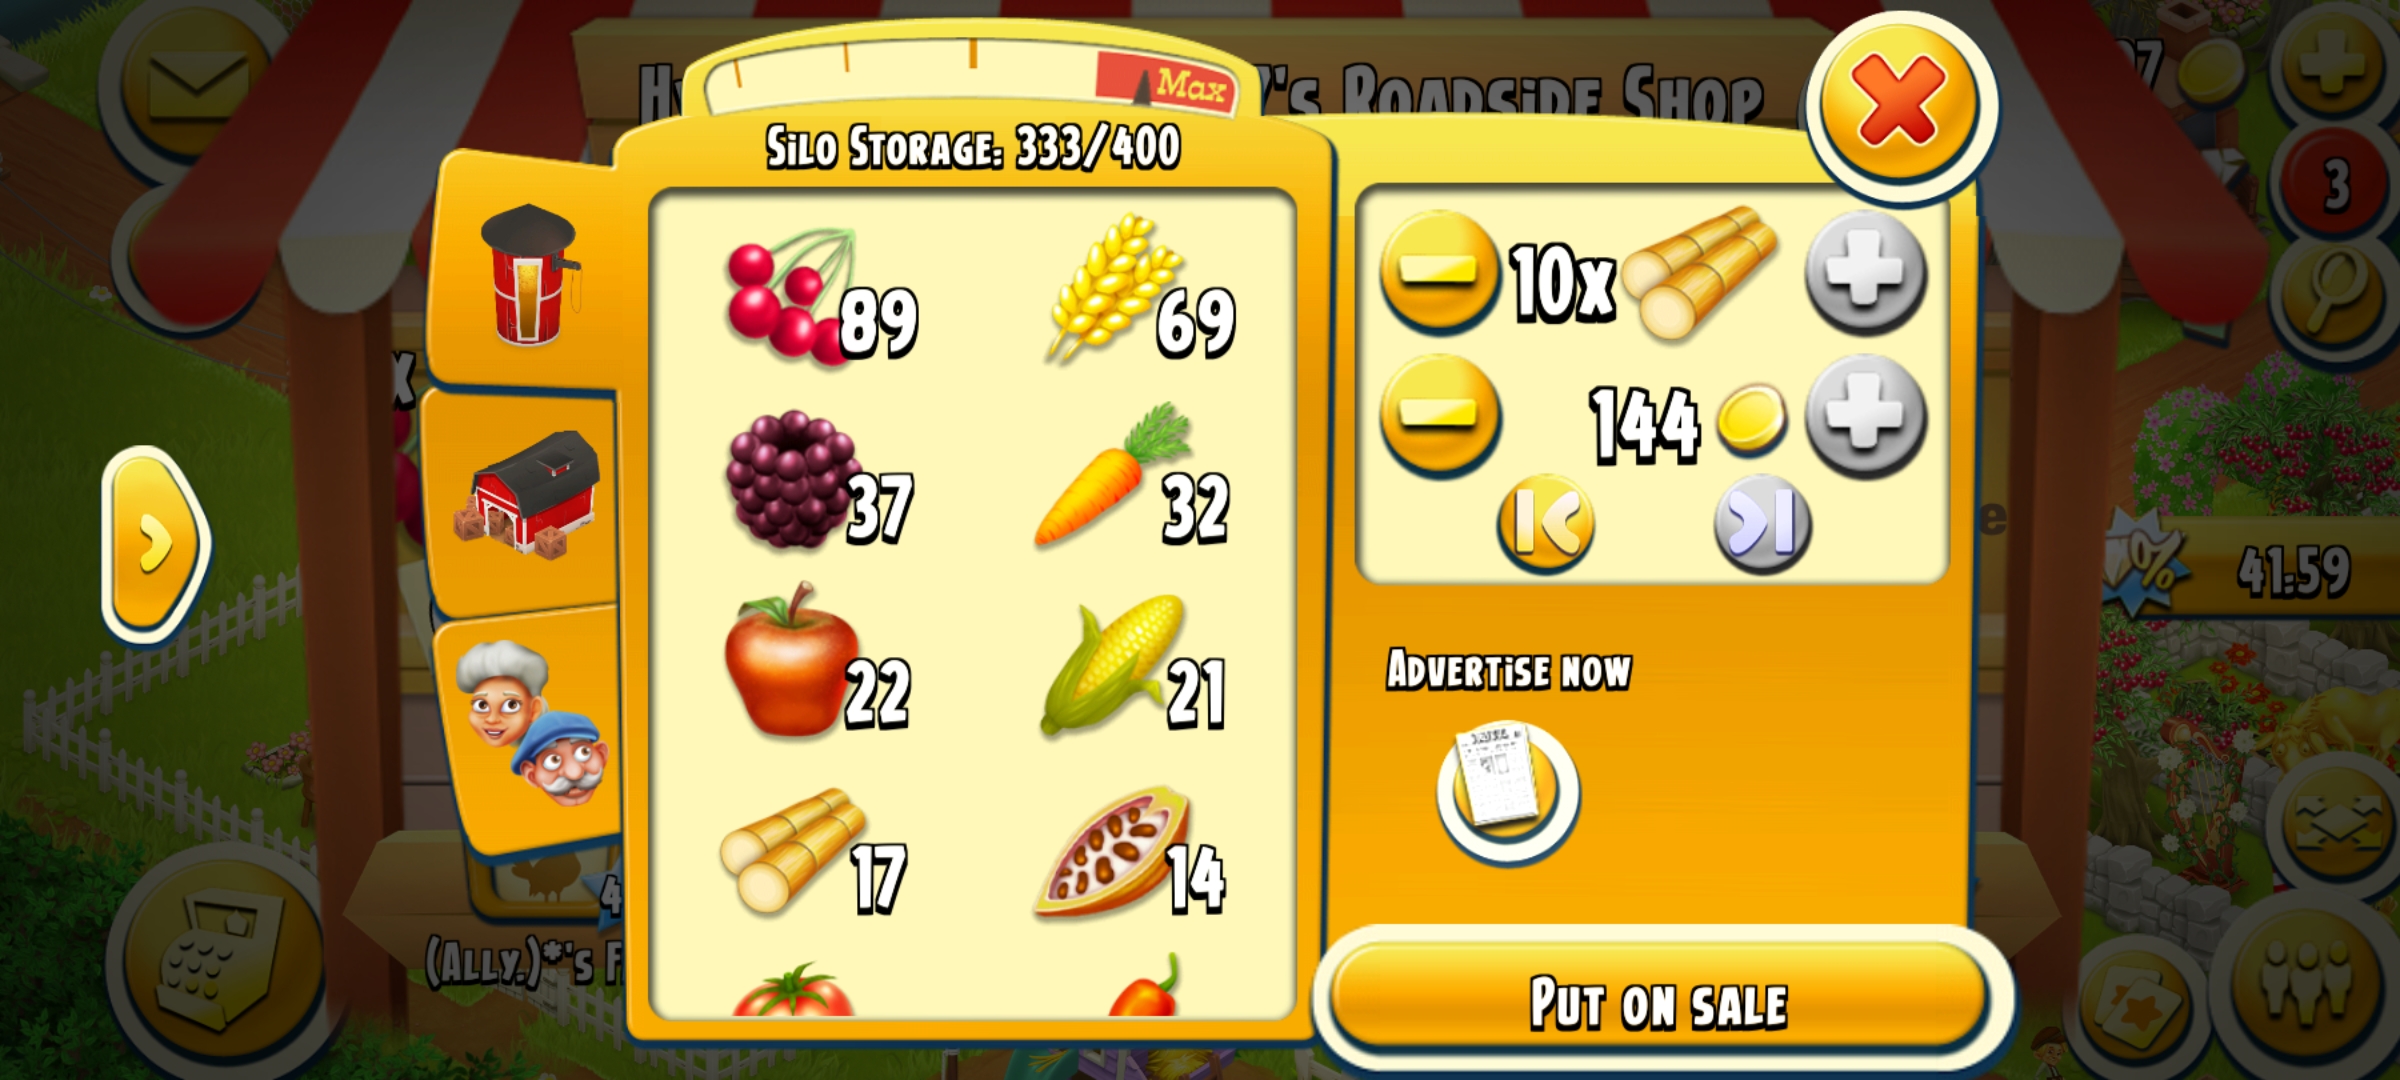 Max
's ROADSIDE SHOP
SILO STORAGE: 333/400
3
89
69
10x
144
37
32
22
21
41:59
ADVERTISE NOW
17
14
(ALLY.)*'s F
PUT ON SALE